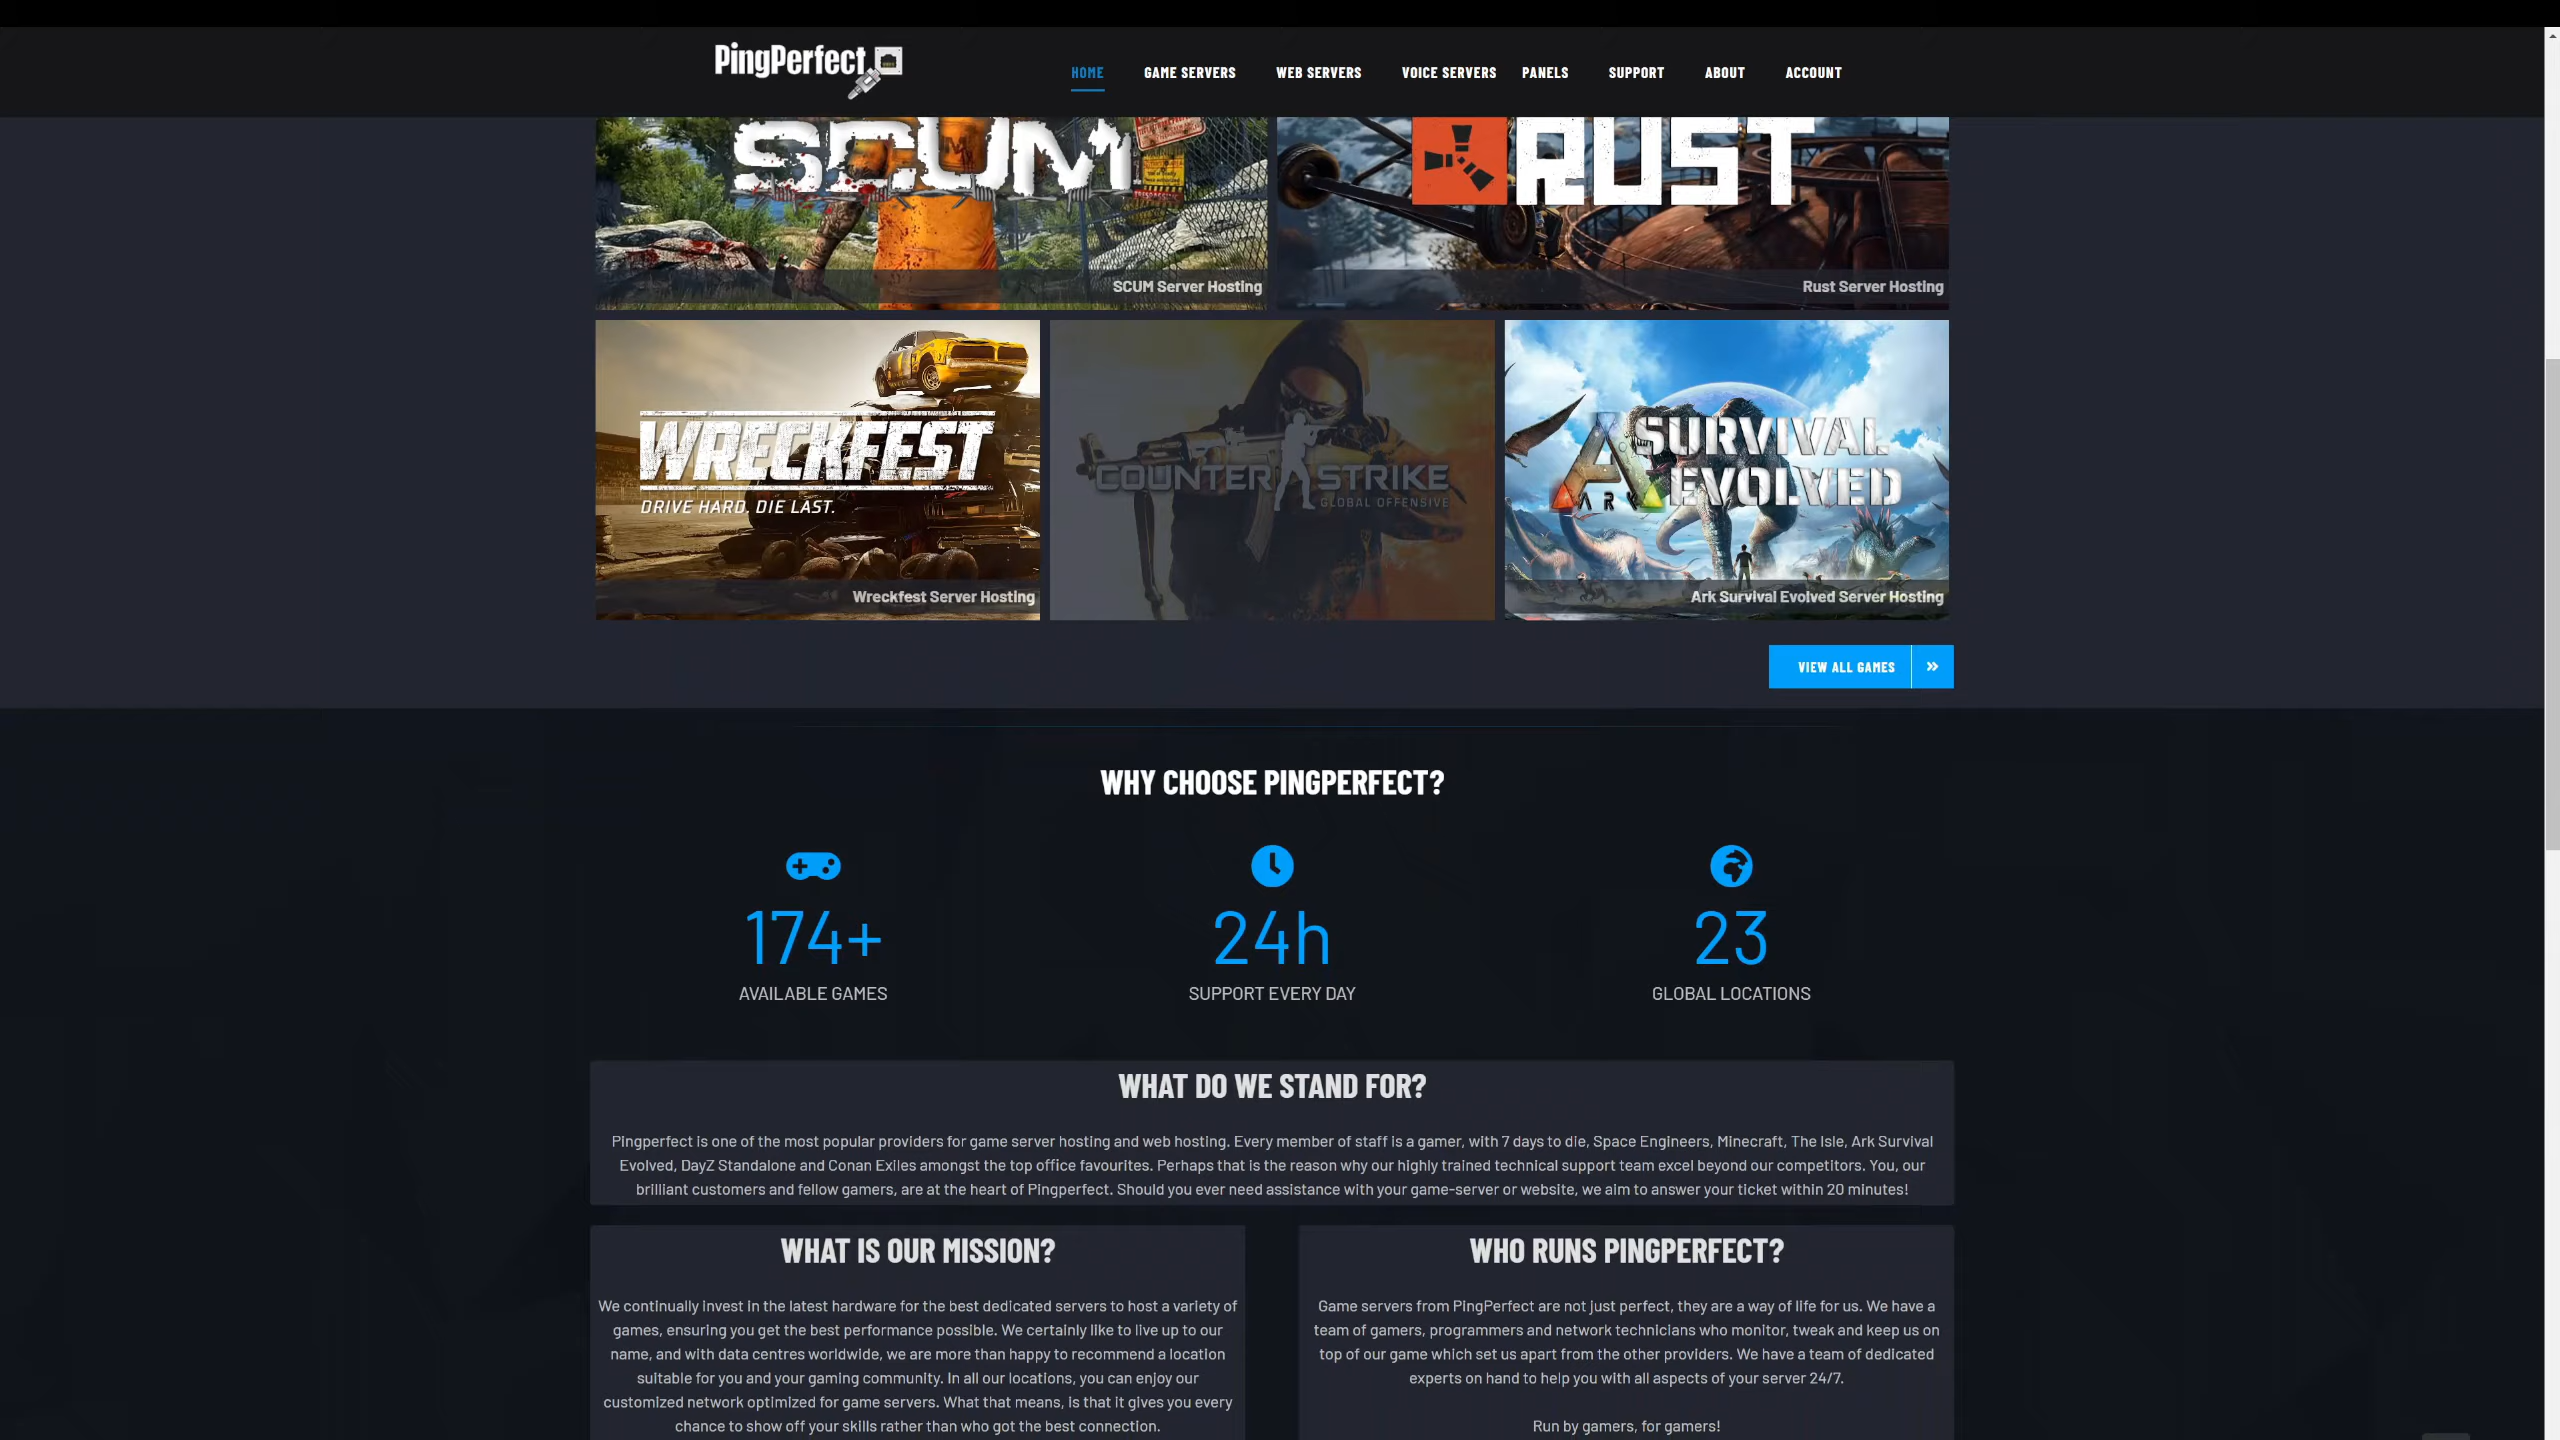 PingPerfect
HOME
GAME SERVERS
WEB SERVERS
VOICE SERVERS
PANELS
SUPPORT
ABOUT
ACCOUNT
SCUM
RUST
SCUM Server Hosting
Rust Server Hosting
WRECKFEST
DRIVE HARD. DIE LAST.
Wreckfest Server Hosting
COUNTER STRIKE
GLOBAL OFFENSIVE
ARK
SURVIVAL
EVOLVED
Ark Survival Evolved Server Hosting
VIEW ALL GAMES »
WHY CHOOSE PINGPERFECT?
174+
AVAILABLE GAMES
24h
SUPPORT EVERY DAY
23
GLOBAL LOCATIONS
WHAT DO WE STAND FOR?
Pingperfect is one of the most popular providers for game server hosting and web hosting. Every member of staff is a gamer, with 7 days to die, Space Engineers, Minecraft, The Isle, Ark Survival
Evolved, DayZ Standalone and Conan Exiles amongst the top office favourites. Perhaps that is the reason why our highly trained technical support team excel beyond our competitors. You, our
brilliant customers and fellow gamers, are at the heart of Pingperfect. Should you ever need assistance with your game-server or website, we aim to answer your ticket within 20 minutes!
WHAT IS OUR MISSION?
We continually invest in the latest hardware for the best dedicated servers to host a variety of
games, ensuring you get the best performance possible. We certainly like to live up to our
name, and with data centres worldwide, we are more than happy to recommend a location
suitable for you and your gaming community. In all our locations, you can enjoy our
customized network optimized for game servers. What that means, is that it gives you every
chance to show off your skills rather than who got the best connection.
WHO RUNS PINGPERFECT?
Game servers from PingPerfect are not just perfect, they are a way of life for us. We have a
team of gamers, programmers and network technicians who monitor, tweak and keep us on
top of our game which set us apart from the other providers. We have a team of dedicated
experts on hand to help you with all aspects of your server 24/7.
Run by gamers, for gamers!